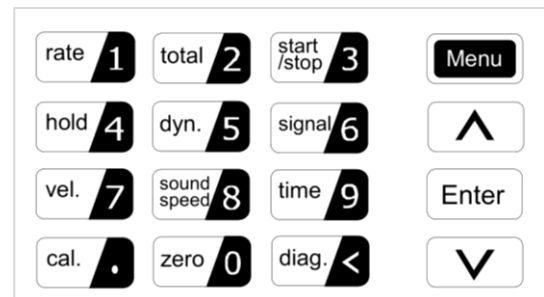 rate 1 total 2 start
/stop 3 Menu
hold 4 dyn. 5 signal 6
vel. 7 sound
speed 8 time 9 Enter
cal. . zero 0 diag. <